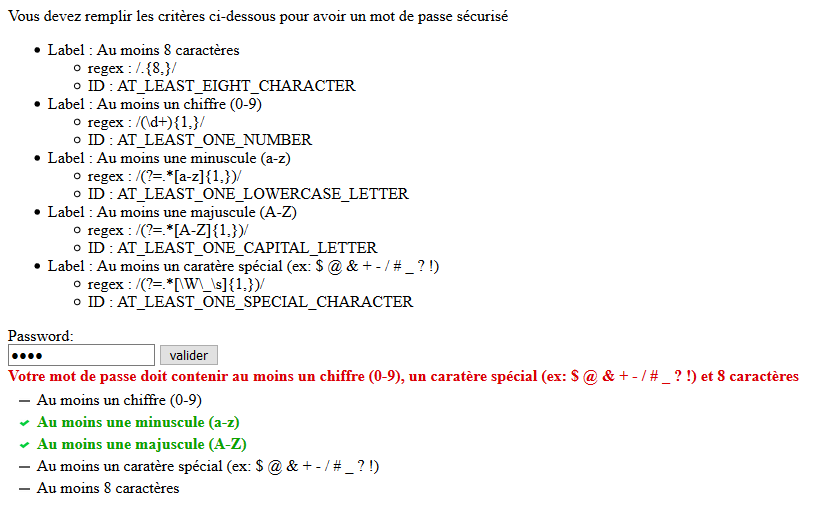 Vous devez remplir les critères ci-dessous pour avoir un mot de passe sécurisé
Label : Au moins 8 caractères
regex : /.{8,}/
ID : AT_LEAST_EIGHT_CHARACTER
Label : Au moins un chiffre (0-9)
regex : /(\d+){1,}/
ID : AT_LEAST_ONE_NUMBER
Label : Au moins une minuscule (a-z)
regex : /(?=.*[a-z]{1,})/
ID : AT_LEAST_ONE_LOWERCASE_LETTER
Label : Au moins une majuscule (A-Z)
regex : /(?=.*[A-Z]{1,})/
ID : AT_LEAST_ONE_CAPITAL_LETTER
Label : Au moins un caratère spécial (ex: $ @ & + - / # _ ? !)
regex : /(?=.*[\W\_\s]{1,})/
ID : AT_LEAST_ONE_SPECIAL_CHARACTER
Password:
•••• valider
Votre mot de passe doit contenir au moins un chiffre (0-9), un caratère spécial (ex: $ @ & + - / # _ ? !) et 8 caractères
Au moins un chiffre (0-9)
Au moins une minuscule (a-z)
Au moins une majuscule (A-Z)
Au moins un caratère spécial (ex: $ @ & + - / # _ ? !)
Au moins 8 caractères